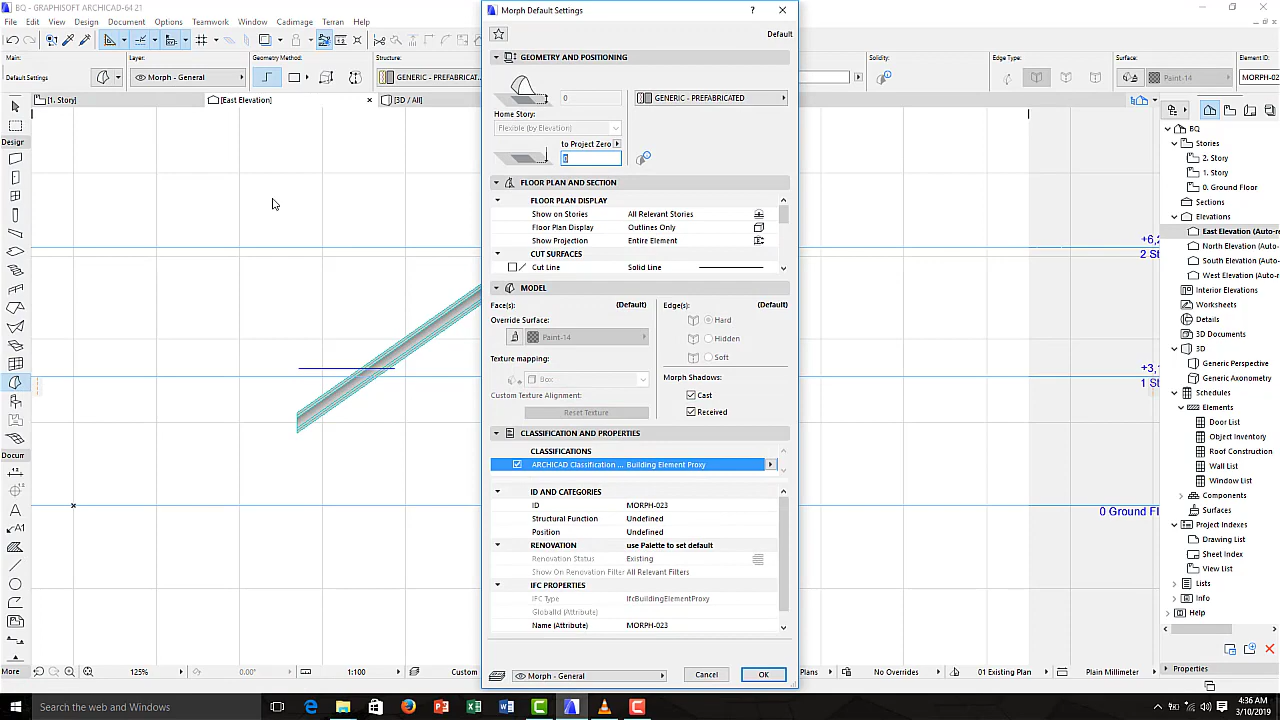 BQ - GRAPHISOFT ARCHICAD-64 21
File Edit View Design Document Options Teamwork Window Cadimage Terran Help
Main:
Default Settings
Layer:
Morph - General
Geometry Method:
Structure:
GENERIC - PREFABRICAT...
Solidity:
Edge Type:
Surface:
Paint-14
Element ID:
MORPH-02
[1. Story]
[East Elevation]
[3D / All]
Design
Docum
More
Morph Default Settings
?
Default
GEOMETRY AND POSITIONING
0
GENERIC - PREFABRICATED
Home Story:
Flexible (by Elevation)
to Project Zero
FLOOR PLAN AND SECTION
FLOOR PLAN DISPLAY
Show on Stories All Relevant Stories
Floor Plan Display Outlines Only
Show Projection Entire Element
CUT SURFACES
Cut Line Solid Line
MODEL
Face(s): (Default)
Override Surface:
Paint-14
Texture mapping:
Box
Custom Texture Alignment:
Reset Texture
Edge(s): (Default)
Hard
Hidden
Soft
Morph Shadows:
Cast
Received
CLASSIFICATION AND PROPERTIES
CLASSIFICATIONS
ARCHICAD Classification ... Building Element Proxy
ID AND CATEGORIES
ID MORPH-023
Structural Function Undefined
Position Undefined
RENOVATION use Palette to set default
Renovation Status Existing
Show On Renovation Filter All Relevant Filters
IFC PROPERTIES
IFC Type IfcBuildingElementProxy
GlobalId (Attribute)
Name (Attribute) MORPH-023
Morph - General
Cancel
OK
+6,2
2 St
+3,1
1 St
0 Ground Fl
BQ
Stories
2. Story
1. Story
0. Ground Floor
Sections
Elevations
East Elevation (Auto-re
North Elevation (Auto-
South Elevation (Auto-
West Elevation (Auto-r
Interior Elevations
Worksheets
Details
3D Documents
3D
Generic Perspective
Generic Axonometry
Schedules
Elements
Door List
Object Inventory
Roof Construction
Wall List
Window List
Components
Surfaces
Project Indexes
Drawing List
Sheet Index
View List
Lists
Info
Help
Properties
125%
0.00°
1:100
Custom
Plans
No Overrides
01 Existing Plan
Plain Millimeter
Search the web and Windows
4:36 AM
3/10/2019